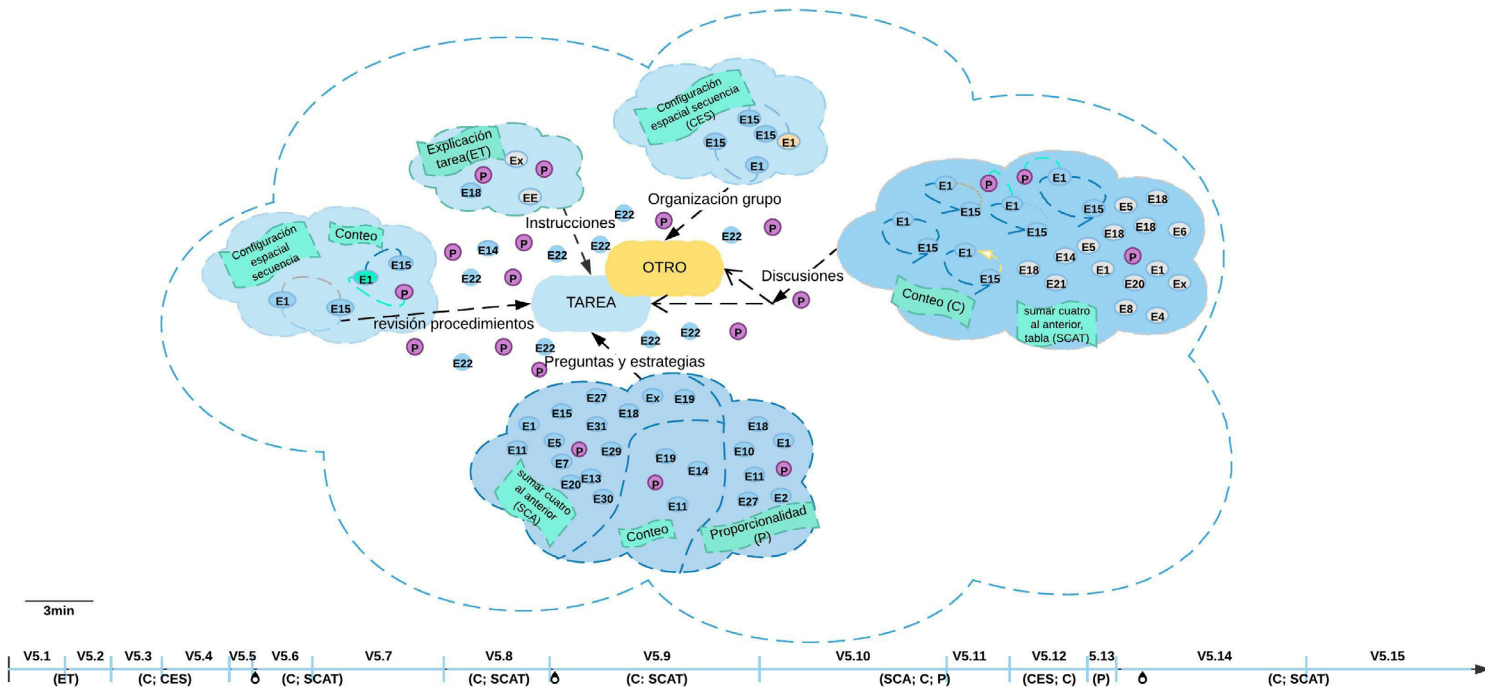 Configuración
espacial secuencia
(CES)
E15
E15
E15
E1
E1
Explicación
tarea(ET)
Ex
P
P
E18
EE
Organización grupo
Instrucciones
E22
P
P
E22
E22
E22
P
E14
P
E22
P
Configuración
espacial
secuencia
Conteo
E15
E1
P
E1
E15
revisión procedimientos
OTRO
TAREA
Discusiones
P
E1
P
P
E1
E15
E1
E15
E5
E18
E1
E15
E18
E18
E6
E15
E1
E5
E14
P
E15
E18
E1
E1
E21
E20
Ex
E8
E4
Conteo (C)
sumar cuatro
al anterior,
tabla (SCAT)
P
E22
P
E22
P
E22
E22
P
Preguntas y estrategias
E27
Ex
E19
E15
E18
E1
E31
E18
E5
P
E11
E29
E7
E19
E14
E10
E1
P
E20
E13
P
E11
E30
E11
E27
E2
sumar cuatro
al anterior
(SCA)
Conteo
Proporcionalidad
(P)
3min
V5.1 V5.2 V5.3 V5.4 V5.5 V5.6 V5.7 V5.8 V5.9 V5.10 V5.11 V5.12 5.13 V5.14 V5.15
(ET) (C; CES) (C; SCAT) (C; SCAT) (C: SCAT) (SCA; C; P) (CES; C) (P) (C; SCAT)